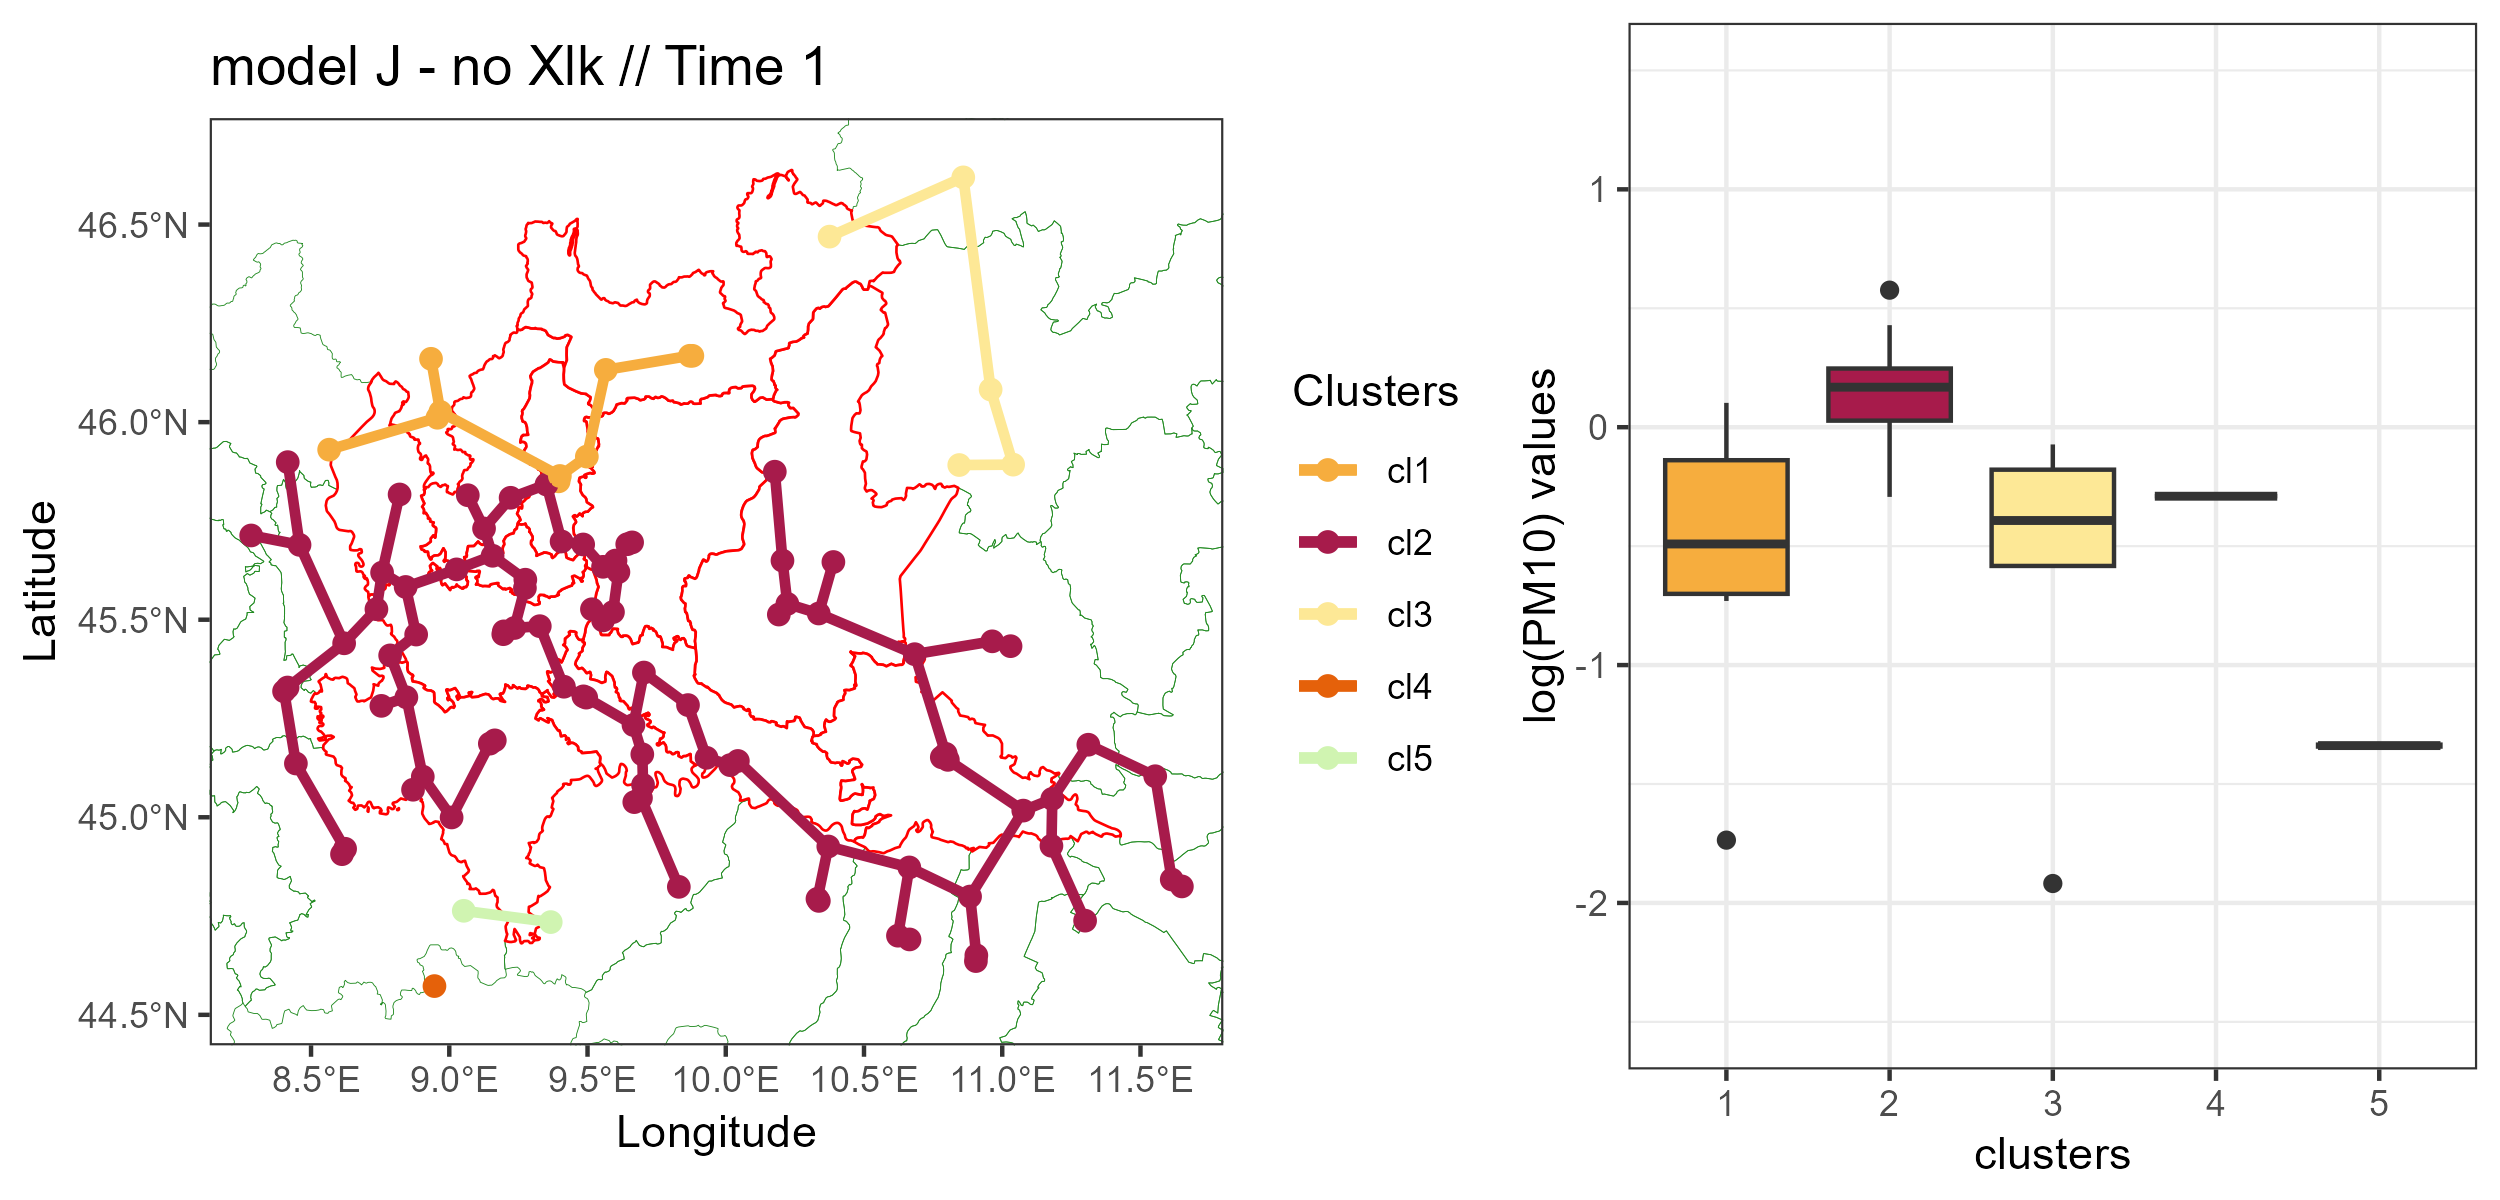 model J - no Xlk // Time 1
Latitude
46.5°N
46.0°N
45.5°N
45.0°N
44.5°N
8.5°E 9.0°E 9.5°E 10.0°E 10.5°E 11.0°E 11.5°E
Longitude
Clusters
cl1
cl2
cl3
cl4
cl5
log(PM10) values
1
0
-1
-2
1 2 3 4 5
clusters